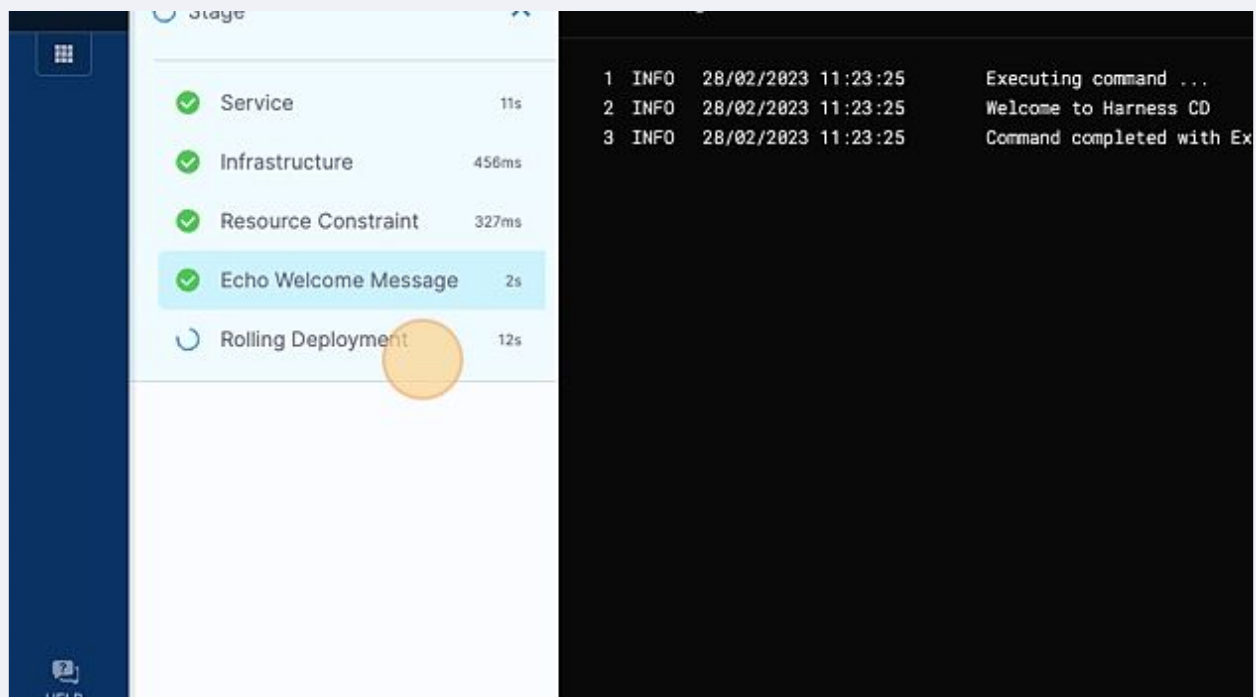 Stage
Service 11s
Infrastructure 456ms
Resource Constraint 327ms
Echo Welcome Message 2s
Rolling Deployment 12s
1 INFO 28/02/2023 11:23:25 Executing command ...
2 INFO 28/02/2023 11:23:25 Welcome to Harness CD
3 INFO 28/02/2023 11:23:25 Command completed with Ex
HELP